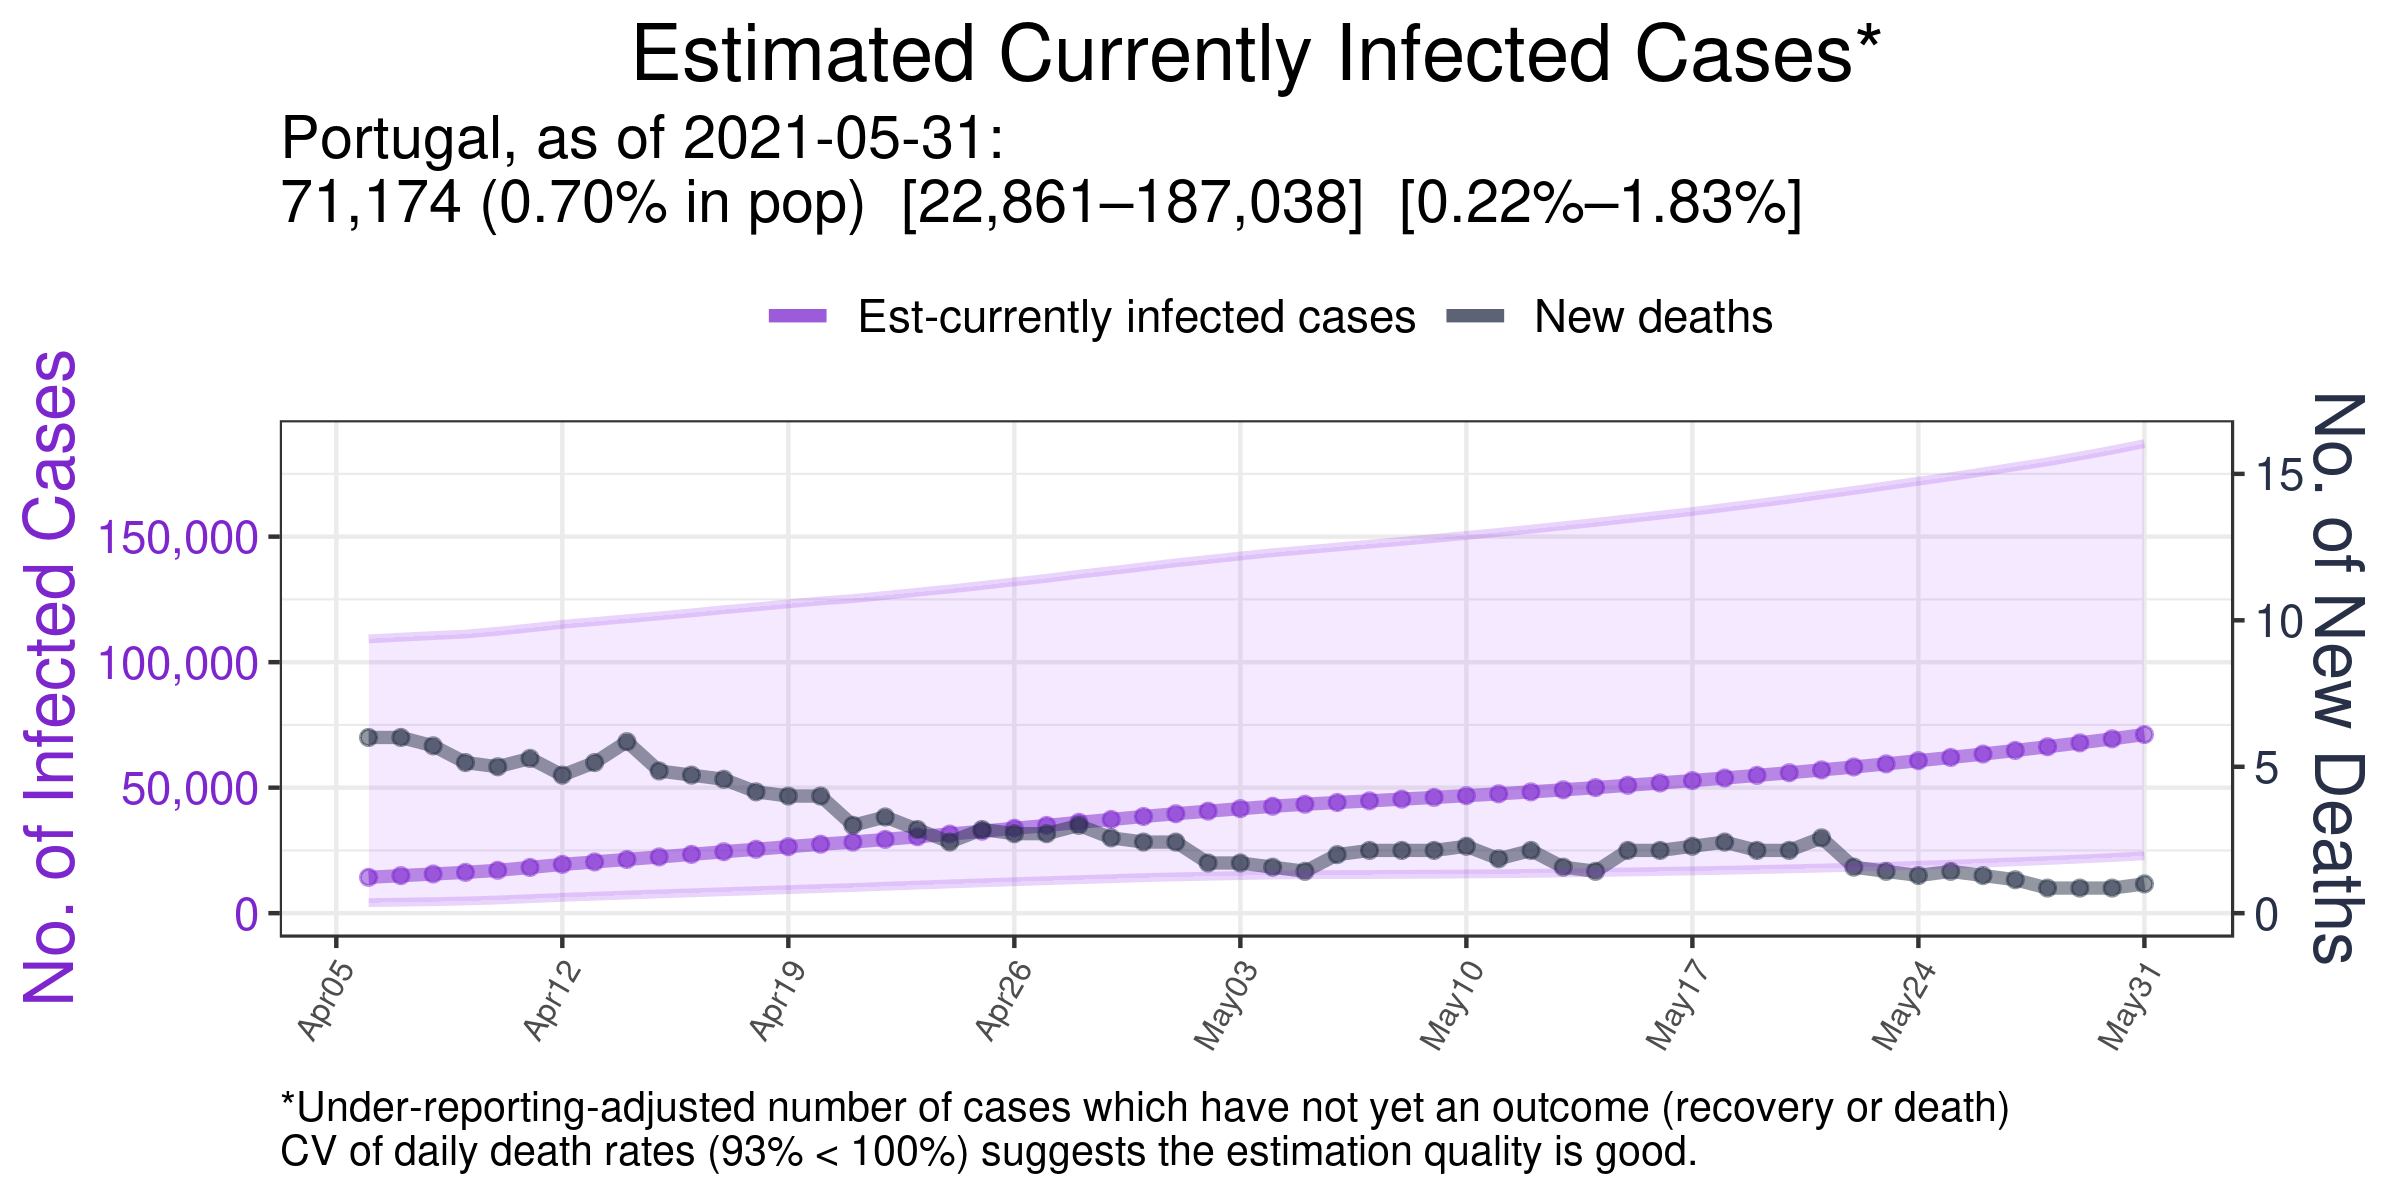 Estimated Currently Infected Cases*
Portugal, as of 2021-05-31:
71,174 (0.70% in pop)  [22,861–187,038]  [0.22%–1.83%]
Est-currently infected cases
New deaths
No. of Infected Cases
150,000
100,000
50,000
0
15
10
5
0
No. of New Deaths
Apr05
Apr12
Apr19
Apr26
May03
May10
May17
May24
May31
*Under-reporting-adjusted number of cases which have not yet an outcome (recovery or death)
CV of daily death rates (93% < 100%) suggests the estimation quality is good.